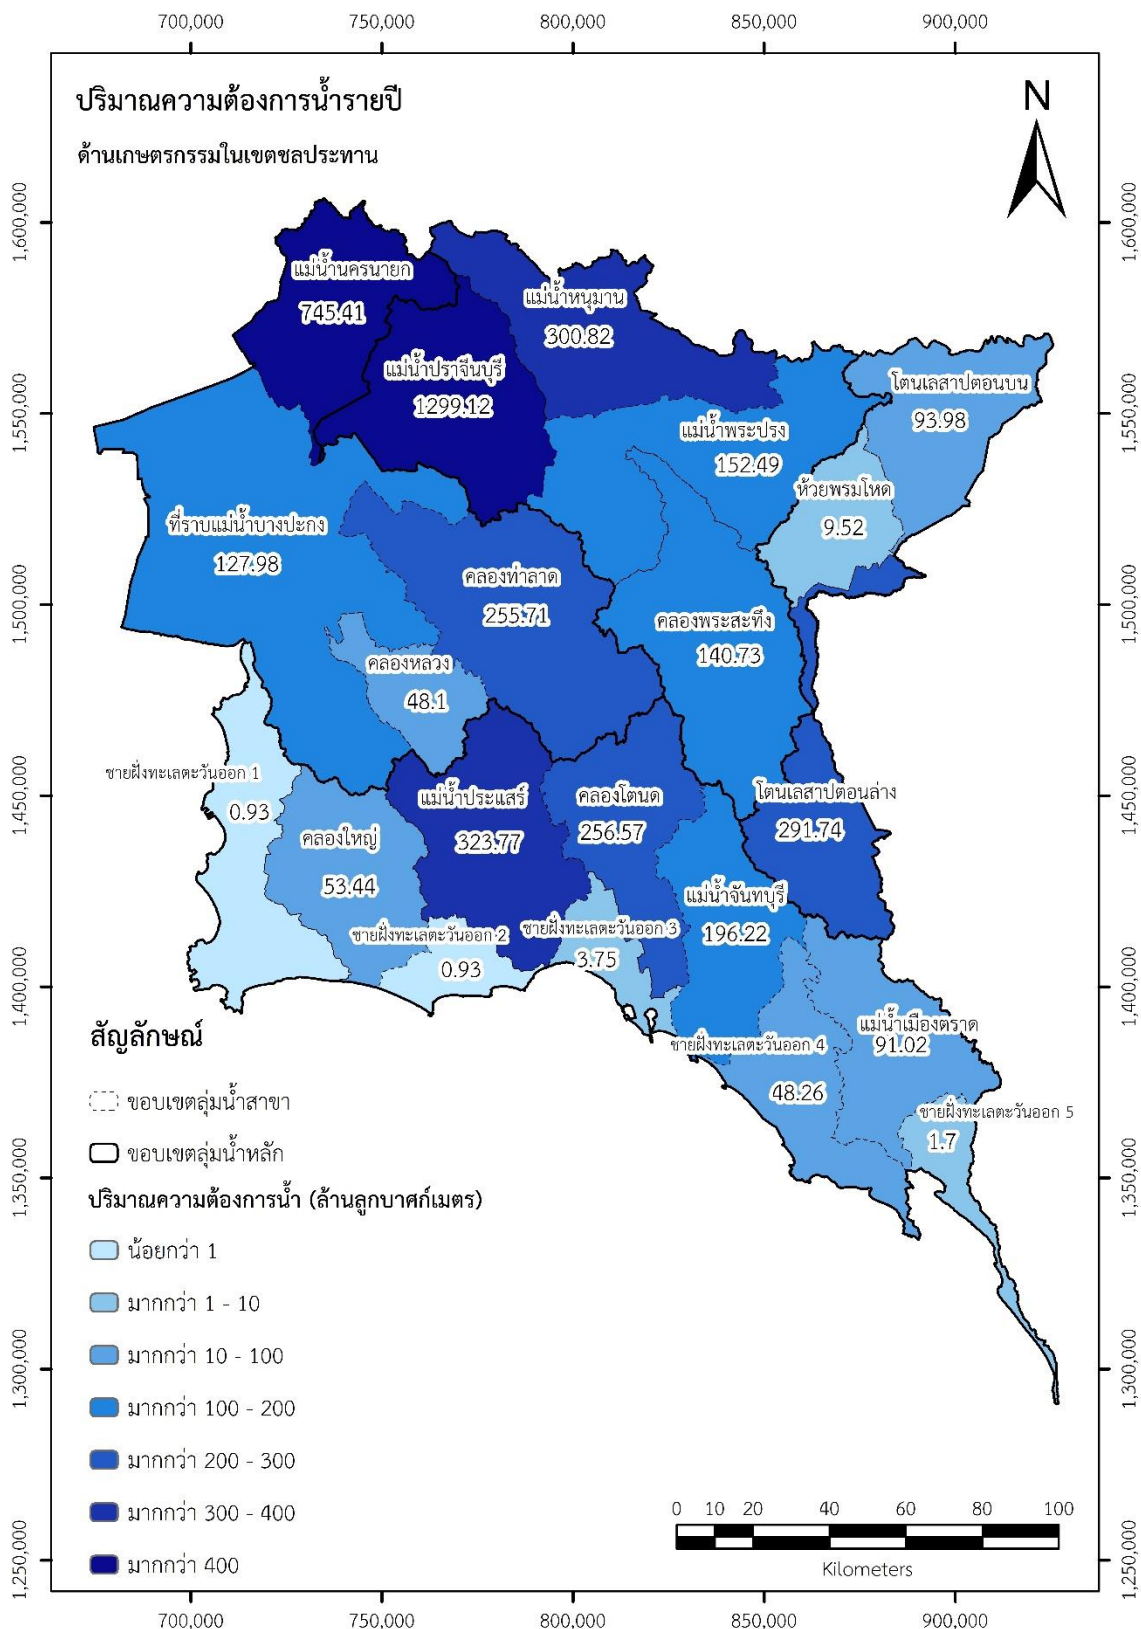 700,000
750,000
800,000
850,000
900,000
ปริมาณความต้องการน้ำรายปี
ด้านเกษตรกรรมในเขตชลประทาน
N
1,600,000
1,600,000
แม่น้ำนครนายก
745.41
แม่น้ำหนุมาน
300.82
แม่น้ำปราจีนบุรี
1299.12
โตนเลสาปตอนบน
93.98
1,550,000
1,550,000
แม่น้ำพระปรง
152.49
ห้วยพรมโหด
9.52
ที่ราบแม่น้ำบางปะกง
127.98
คลองท่าลาด
255.71
1,500,000
1,500,000
คลองพระสะทึง
140.73
คลองหลวง
48.1
ชายฝั่งทะเลตะวันออก 1
0.93
แม่น้ำประแสร์
323.77
คลองโตนด
256.57
โตนเลสาปตอนล่าง
291.74
1,450,000
1,450,000
คลองใหญ่
53.44
แม่น้ำจันทบุรี
196.22
ชายฝั่งทะเลตะวันออก 2
0.93
ชายฝั่งทะเลตะวันออก 3
3.75
1,400,000
1,400,000
แม่น้ำเมืองตราด
91.02
ชายฝั่งทะเลตะวันออก 4
48.26
ชายฝั่งทะเลตะวันออก 5
1.7
สัญลักษณ์
ขอบเขตลุ่มน้ำสาขา
ขอบเขตลุ่มน้ำหลัก
1,350,000
1,350,000
ปริมาณความต้องการน้ำ (ล้านลูกบาศก์เมตร)
น้อยกว่า 1
มากกว่า 1 - 10
มากกว่า 10 - 100
1,300,000
1,300,000
มากกว่า 100 - 200
มากกว่า 200 - 300
มากกว่า 300 - 400
มากกว่า 400
0 10 20 40 60 80 100
Kilometers
1,250,000
1,250,000
700,000
750,000
800,000
850,000
900,000